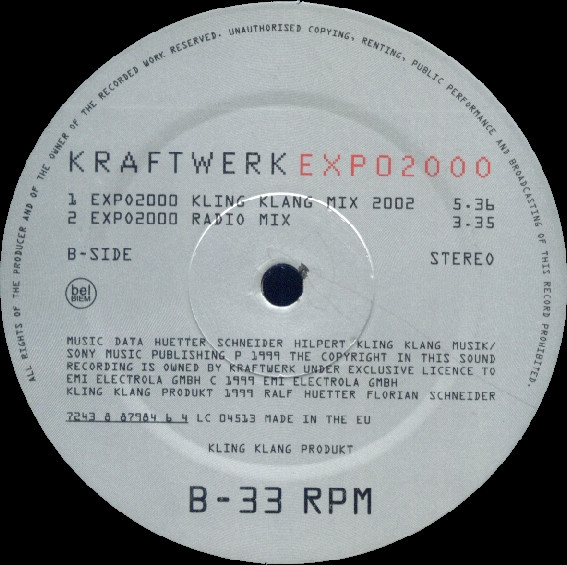 ALL RIGHTS OF THE PRODUCER AND OF THE OWNER OF THE RECORDED WORK RESERVED. UNAUTHORISED COPYING, RENTING, PUBLIC PERFORMANCE AND BROADCASTING OF THIS RECORD PROHIBITED.
KRAFTWERK EXPO2000
1 EXPO2000 KLING KLANG MIX 2002 5.36
2 EXPO2000 RADIO MIX 3.35
B-SIDE STEREO
bel
BIEM
MUSIC DATA HUETTER SCHNEIDER HILPERT KLING KLANG MUSIK/
SONY MUSIC PUBLISHING P 1999 THE COPYRIGHT IN THIS SOUND
RECORDING IS OWNED BY KRAFTWERK UNDER EXCLUSIVE LICENCE TO
EMI ELECTROLA GMBH C 1999 EMI ELECTROLA GMBH
KLING KLANG PRODUKT 1999 RALF HUETTER FLORIAN SCHNEIDER
7243 8 87984 6 4 LC 04513 MADE IN THE EU
KLING KLANG PRODUKT
B-33 RPM